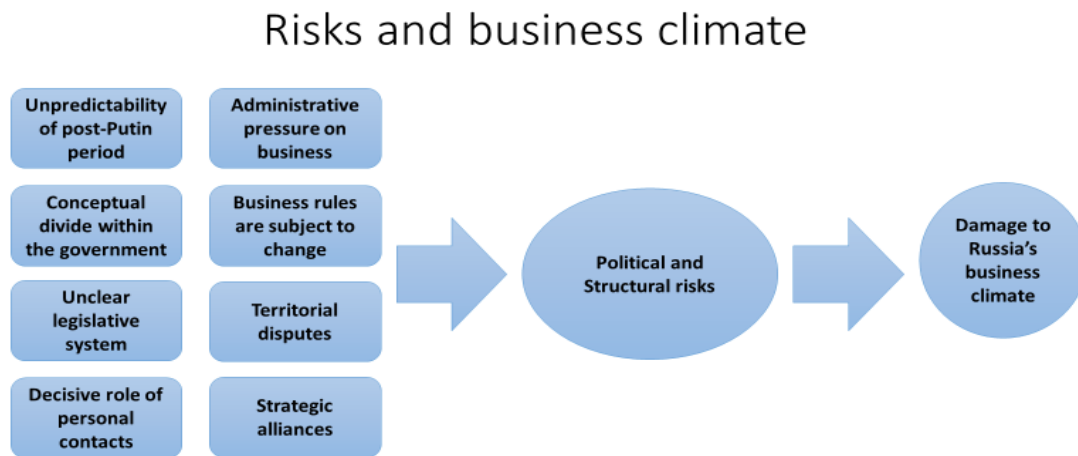 Risks and business climate
Unpredictability
of post-Putin
period
Administrative
pressure on
business
Conceptual
divide within
the government
Business rules
are subject to
change
Unclear
legislative
system
Territorial
disputes
Decisive role of
personal
contacts
Strategic
alliances
Political and
Structural risks
Damage to
Russia’s
business
climate